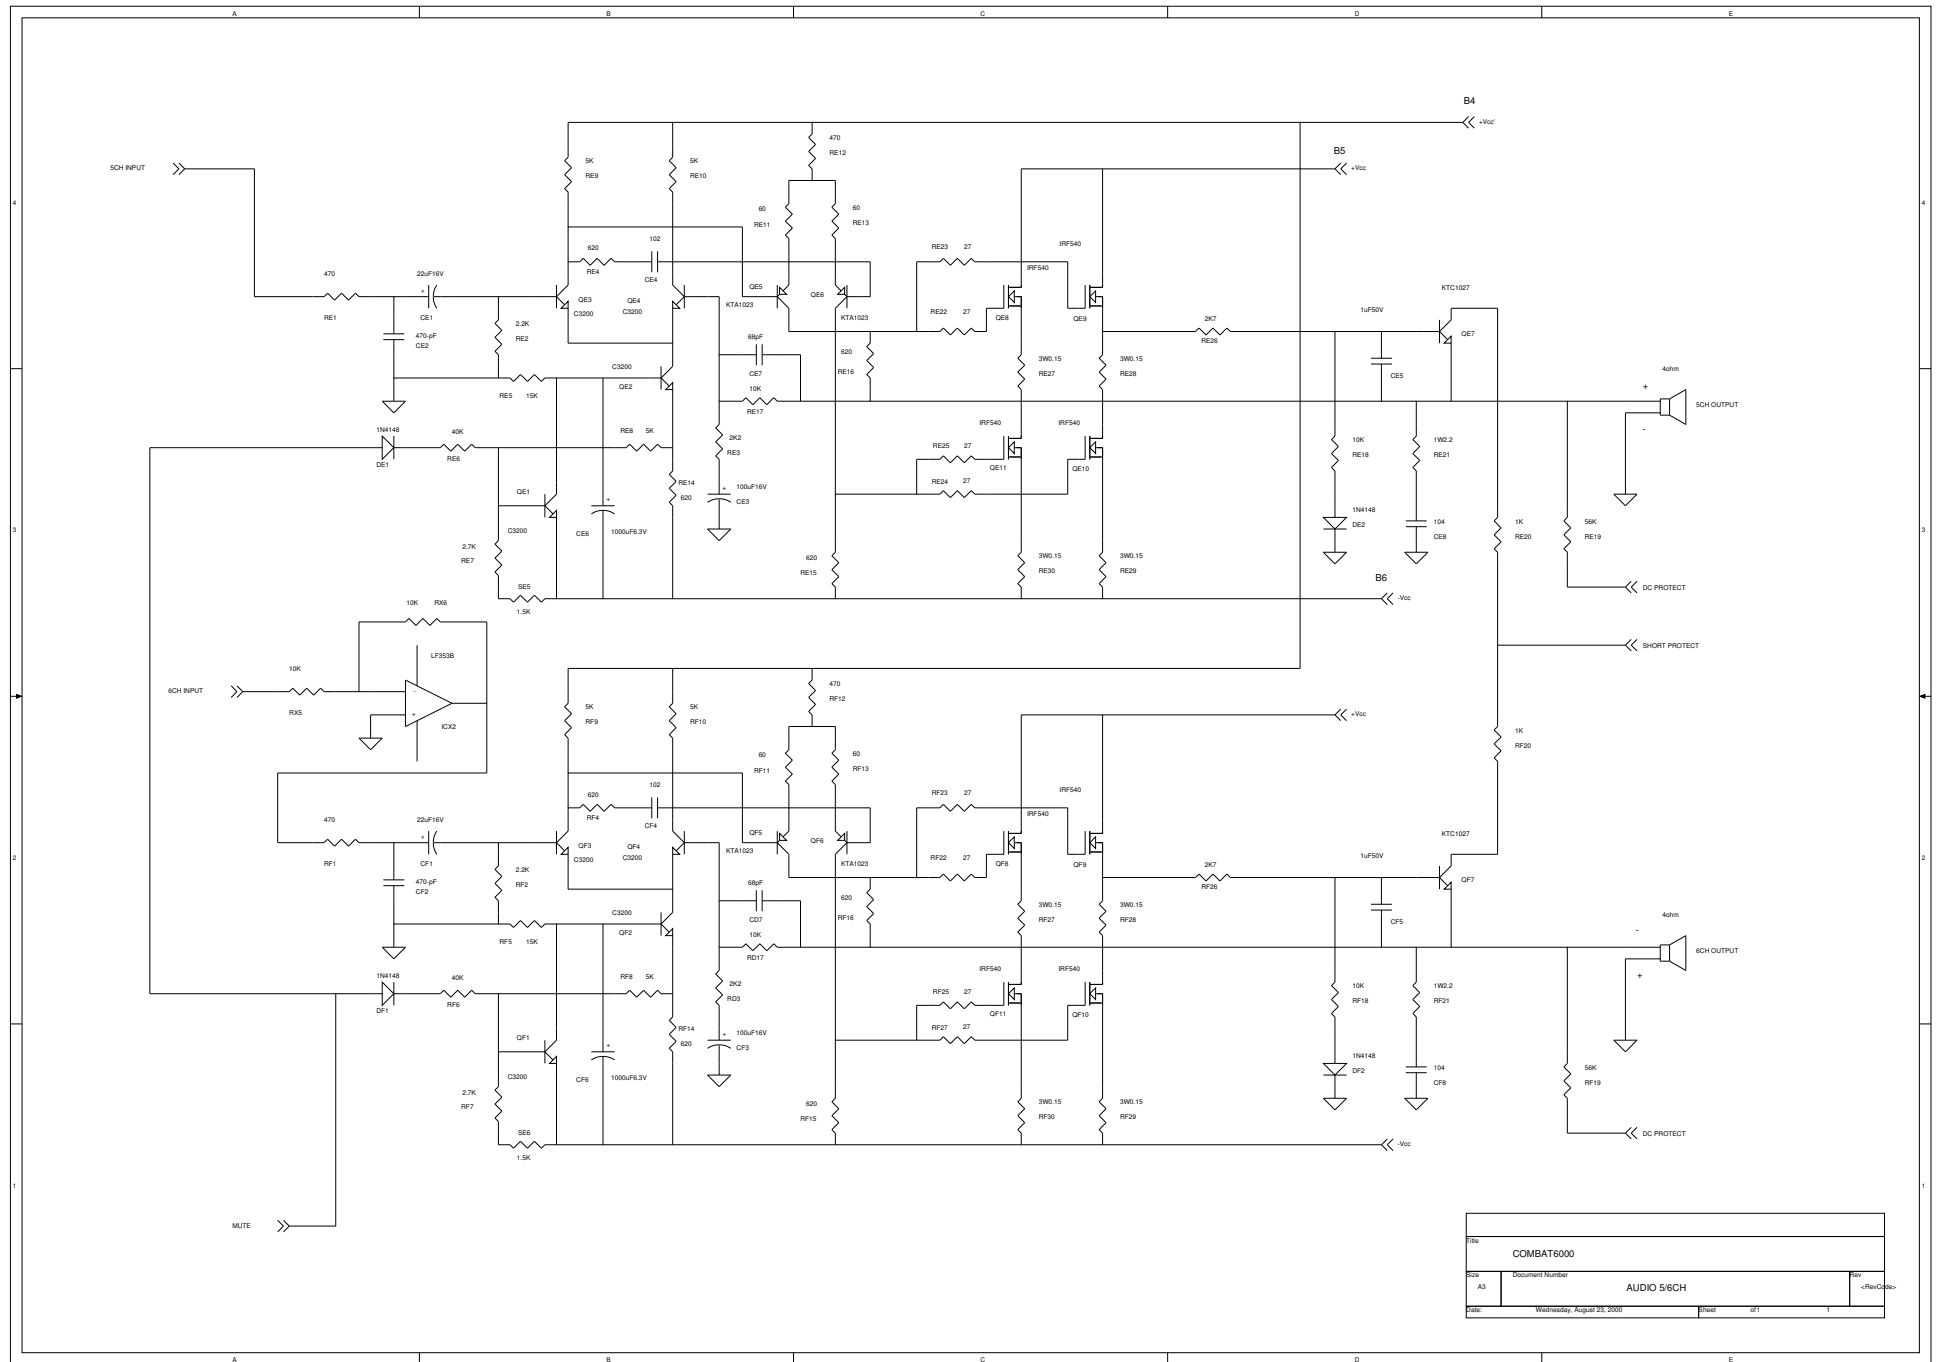 A B C D E
B4
+Vcc'
470
RE12
B5
+Vcc
5CH INPUT
5K
RE9
5K
RE10
4
4
60
RE11
60
RE13
620
RE4
102
CE4
RE23 27
IRF540
IRF540
470
RE1
22uF16V
CE1
QE3
C3200
QE4
C3200
QE5
KTA1023
QE6
KTA1023
QE8
QE9
KTC1027
470-pF
CE2
2.2K
RE2
RE22 27
2K7
RE26
1uF50V
QE7
68pF
CE7
620
RE16
3W0.15
RE27
3W0.15
RE28
CE5
C3200
QE2
RE5 15K
10K
RE17
4ohm
+
5CH OUTPUT
-
1N4148
DE1
40K
RE6
RE8 5K
2K2
RE3
IRF540
IRF540
RE25 27
QE11
QE10
RE24 27
10K
RE18
1W2.2
RE21
QE1
C3200
RE14
620
+
100uF16V
CE3
+
CE6
1000uF6.3V
1N4148
DE2
104
CE8
1K
RE20
56K
RE19
3
3
2.7K
RE7
620
RE15
3W0.15
RE30
3W0.15
RE29
SE5
1.5K
B6
-Vcc
DC PROTECT
10K RX6
LF353B
SHORT PROTECT
10K
RX5
6CH INPUT
-
+
ICX2
470
RF12
+Vcc
5K
RF9
5K
RF10
1K
RF20
60
RF11
60
RF13
620
RF4
102
CF4
RF23 27
IRF540
IRF540
470
RF1
22uF16V
CF1
QF3
C3200
QF4
C3200
QF5
KTA1023
QF6
KTA1023
QF8
QF9
KTC1027
2
2
470-pF
CF2
2.2K
RF2
RF22 27
2K7
RF26
1uF50V
QF7
68pF
CD7
620
RF16
3W0.15
RF27
3W0.15
RF28
CF5
C3200
QF2
RF5 15K
10K
RD17
4ohm
-
6CH OUTPUT
+
1N4148
DF1
40K
RF6
RF8 5K
2K2
RD3
IRF540
IRF540
RF25 27
QF11
QF10
RF27 27
10K
RF18
1W2.2
RF21
QF1
C3200
RF14
620
+
100uF16V
CF3
+
CF6
1000uF6.3V
1N4148
DF2
104
CF8
56K
RF19
2.7K
RF7
620
RF15
3W0.15
RF30
3W0.15
RF29
SE6
1.5K
-Vcc
DC PROTECT
1
1
MUTE
Title
COMBAT6000
Size Document Number Rev
A3 AUDIO 5/6CH <RevCode>
Date: Wednesday, August 23, 2000 Sheet of 1 1
A B C D E